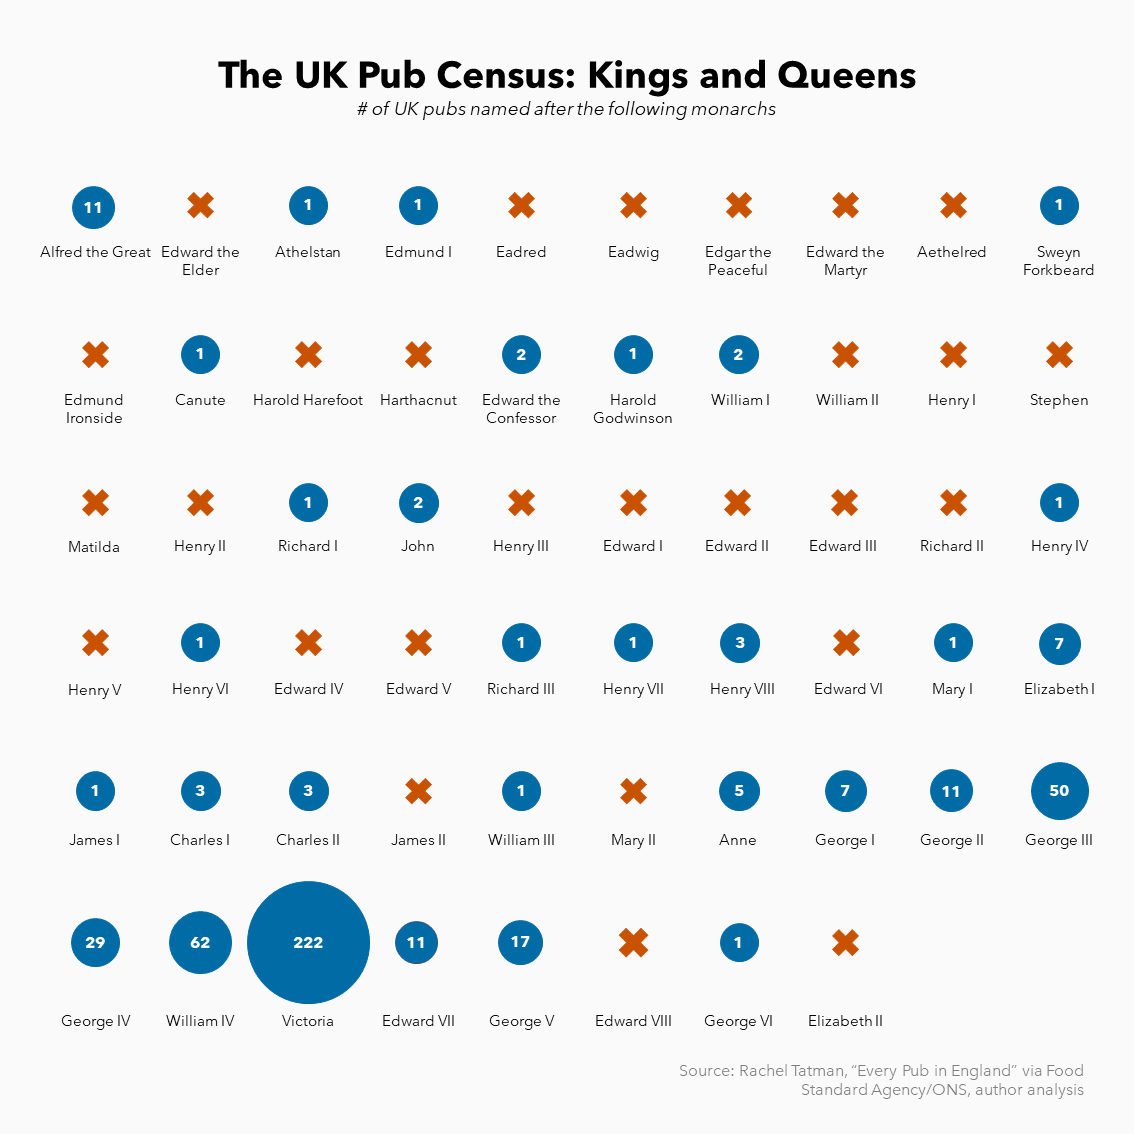 The UK Pub Census: Kings and Queens
# of UK pubs named after the following monarchs
11 1 1 1
Alfred the Great Edward the Athelstan Edmund I Eadred Eadwig Edgar the Edward the Aethelred Sweyn
Elder Peaceful Martyr Forkbeard
1 2 1 2
Edmund Canute Harold Harefoot Harthacnut Edward the Harold William I William II Henry I Stephen
Ironside Confessor Godwinson
1 2 1
Matilda Henry II Richard I John Henry III Edward I Edward II Edward III Richard II Henry IV
1 1 1 3 1 7
Henry V Henry VI Edward IV Edward V Richard III Henry VII Henry VIII Edward VI Mary I Elizabeth I
1 3 3 1 5 7 11 50
James I Charles I Charles II James II William III Mary II Anne George I George II George III
29 62 222 11 17 1
George IV William IV Victoria Edward VII George V Edward VIII George VI Elizabeth II
Source: Rachel Tatman, “Every Pub in England” via Food
Standard Agency/ONS, author analysis